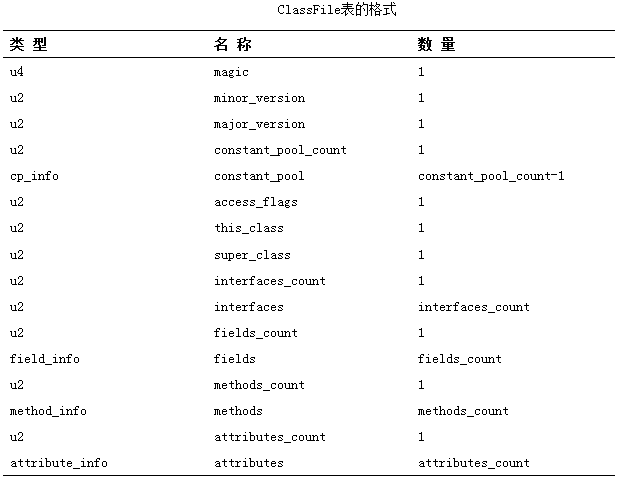 ClassFile表的格式
类 型 名 称 数 量
u4 magic 1
u2 minor_version 1
u2 major_version 1
u2 constant_pool_count 1
cp_info constant_pool constant_pool_count-1
u2 access_flags 1
u2 this_class 1
u2 super_class 1
u2 interfaces_count 1
u2 interfaces interfaces_count
u2 fields_count 1
field_info fields fields_count
u2 methods_count 1
method_info methods methods_count
u2 attributes_count 1
attribute_info attributes attributes_count